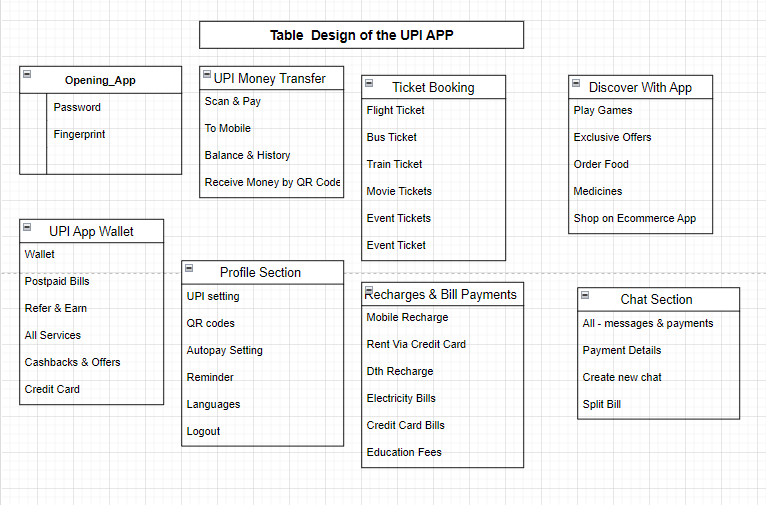 Table  Design of the UPI APP
Opening_App
Password
Fingerprint
UPI Money Transfer
Scan & Pay
To Mobile
Balance & History
Receive Money by QR Code
Ticket Booking
Flight Ticket
Bus Ticket
Train Ticket
Movie Tickets
Event Tickets
Event Ticket
Discover With App
Play Games
Exclusive Offers
Order Food
Medicines
Shop on Ecommerce App
UPI App Wallet
Wallet
Postpaid Bills
Refer & Earn
All Services
Cashbacks & Offers
Credit Card
Profile Section
UPI setting
QR codes
Autopay Setting
Reminder
Languages
Logout
Recharges & Bill Payments
Mobile Recharge
Rent Via Credit Card
Dth Recharge
Electricity Bills
Credit Card Bills
Education Fees
Chat Section
All - messages & payments
Payment Details
Create new chat
Split Bill